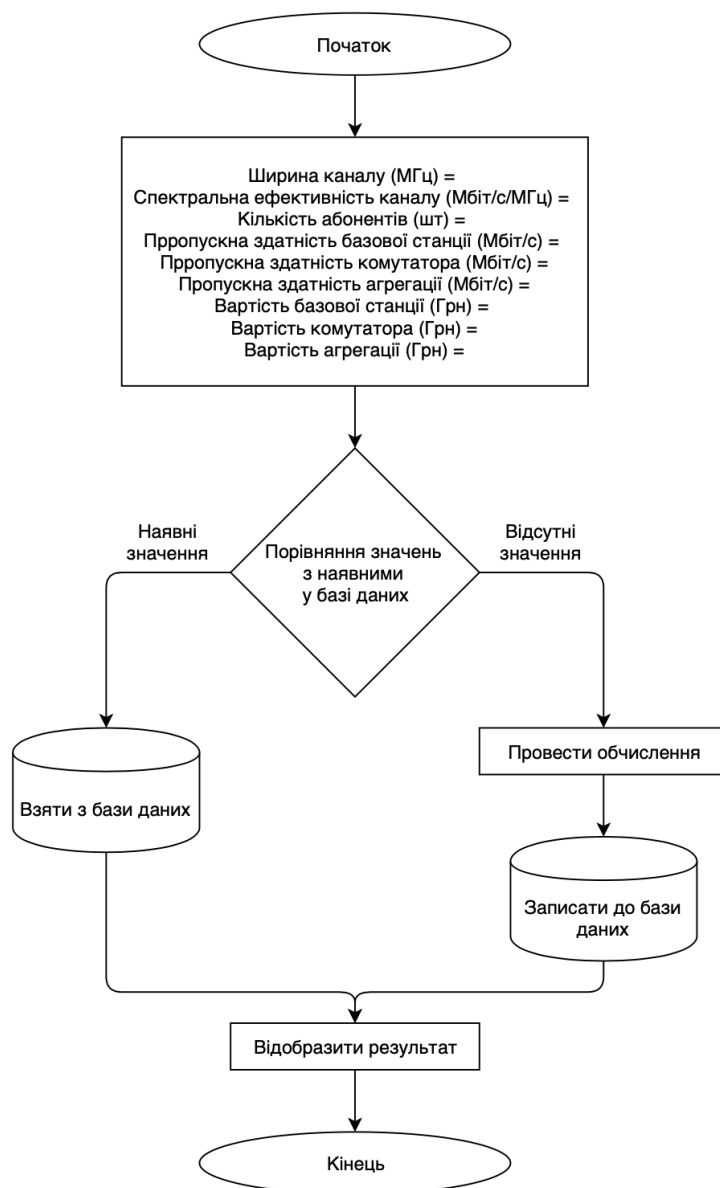 Початок
Ширина каналу (МГц) =
Спектральна ефективність каналу (Мбіт/с/МГц) =
Кількість абонентів (шт) =
Прропускна здатність базової станції (Мбіт/с) =
Прропускна здатність комутатора (Мбіт/с) =
Пропускна здатність агрегації (Мбіт/с) =
Вартість базової станції (Грн) =
Вартість комутатора (Грн) =
Вартість агрегації (Грн) =
Наявні
значення
Порівняння значень
з наявними
у базі даних
Відсутні
значення
Взяти з бази даних
Провести обчислення
Записати до бази
даних
Відобразити результат
Кінець